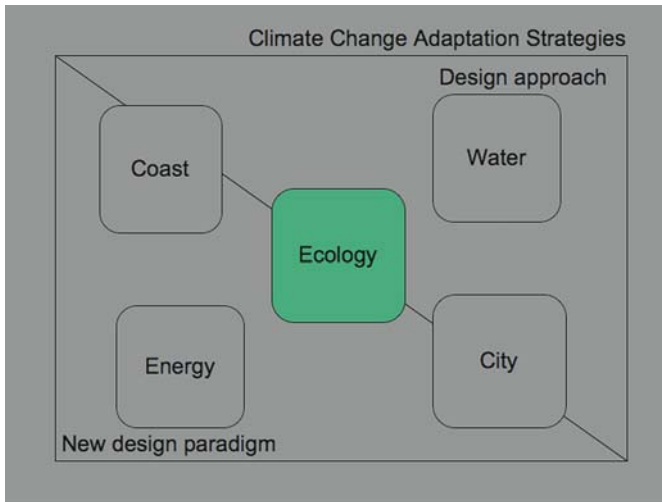 Climate Change Adaptation Strategies
Design approach
Coast
Water
Ecology
Energy
City
New design paradigm